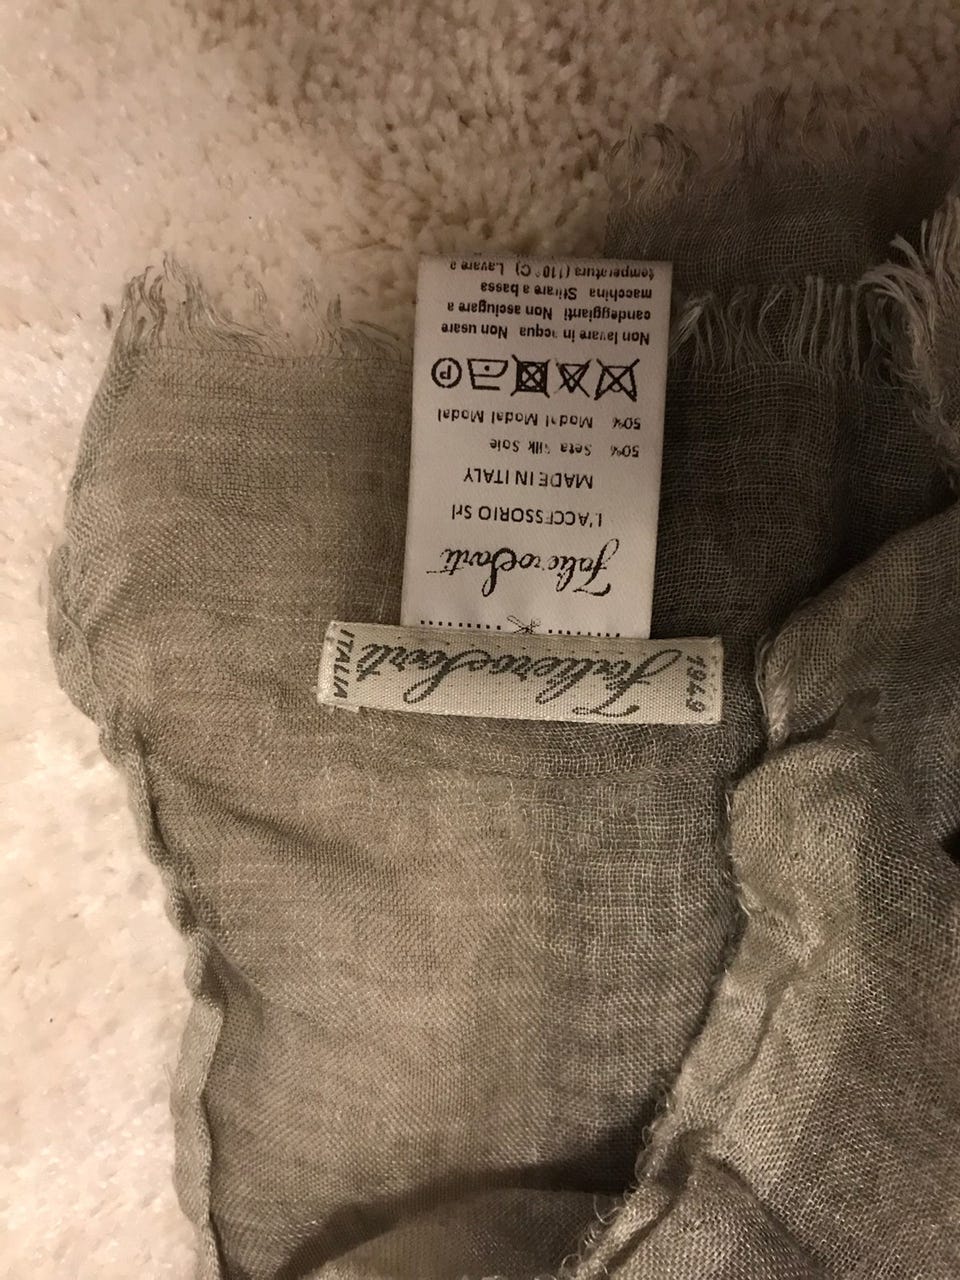 1949
Faliero Sarti
ITALIA
Faliero Sarti
L'ACCESSORIO Srl
MADE IN ITALY
50% Seta Silk Soie
50% Modal Modal Modal
P
Non lavare in acqua Non usare
candeggianti Non asciugare a
macchina Stirare a bassa
temperatura (110°C) Lavare a